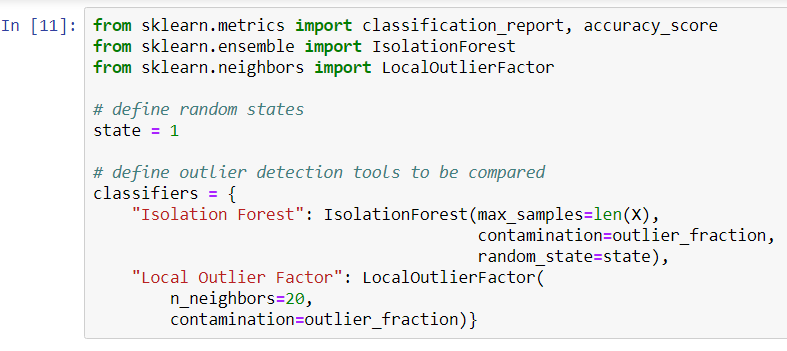 In [11]: from sklearn.metrics import classification_report, accuracy_score
from sklearn.ensemble import IsolationForest
from sklearn.neighbors import LocalOutlierFactor
# define random states
state = 1
# define outlier detection tools to be compared
classifiers = {
"Isolation Forest": IsolationForest(max_samples=len(X),
contamination=outlier_fraction,
random_state=state),
"Local Outlier Factor": LocalOutlierFactor(
n_neighbors=20,
contamination=outlier_fraction)}